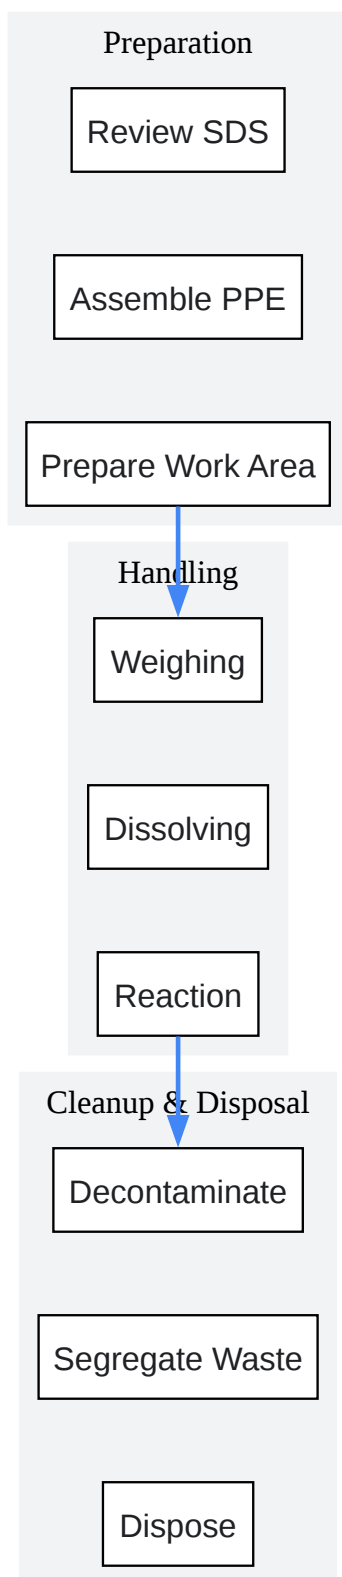 Preparation
Review SDS
Assemble PPE
Prepare Work Area
Handling
Weighing
Dissolving
Reaction
Cleanup & Disposal
Decontaminate
Segregate Waste
Dispose